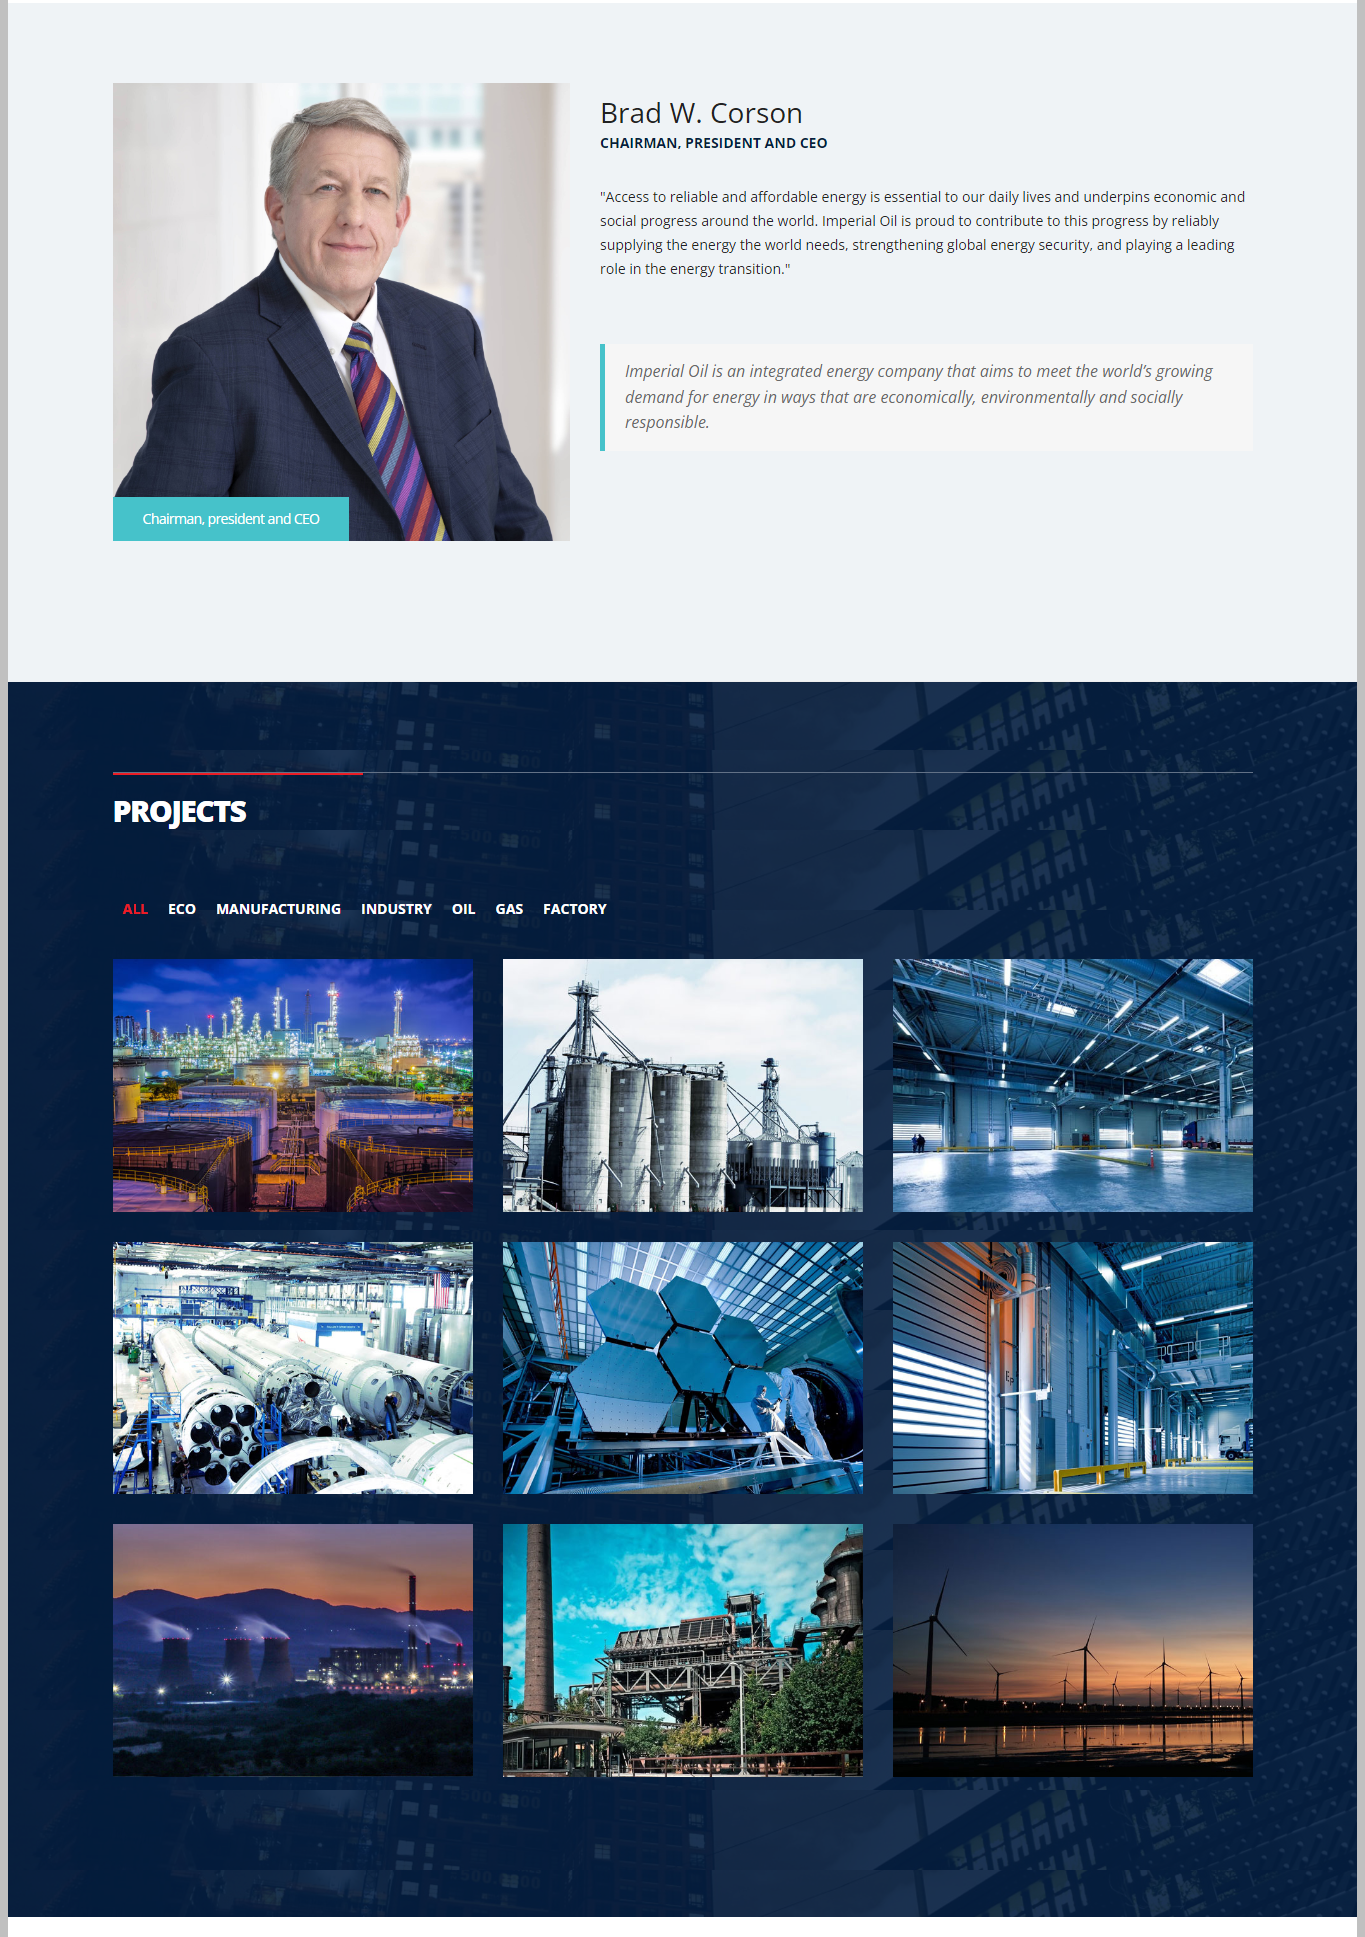 Brad W. Corson
CHAIRMAN, PRESIDENT AND CEO
"Access to reliable and affordable energy is essential to our daily lives and underpins economic and
social progress around the world. Imperial Oil is proud to contribute to this progress by reliably
supplying the energy the world needs, strengthening global energy security, and playing a leading
role in the energy transition."
Imperial Oil is an integrated energy company that aims to meet the world’s growing
demand for energy in ways that are economically, environmentally and socially
responsible.
Chairman, president and CEO
PROJECTS
ALL ECO MANUFACTURING INDUSTRY OIL GAS FACTORY